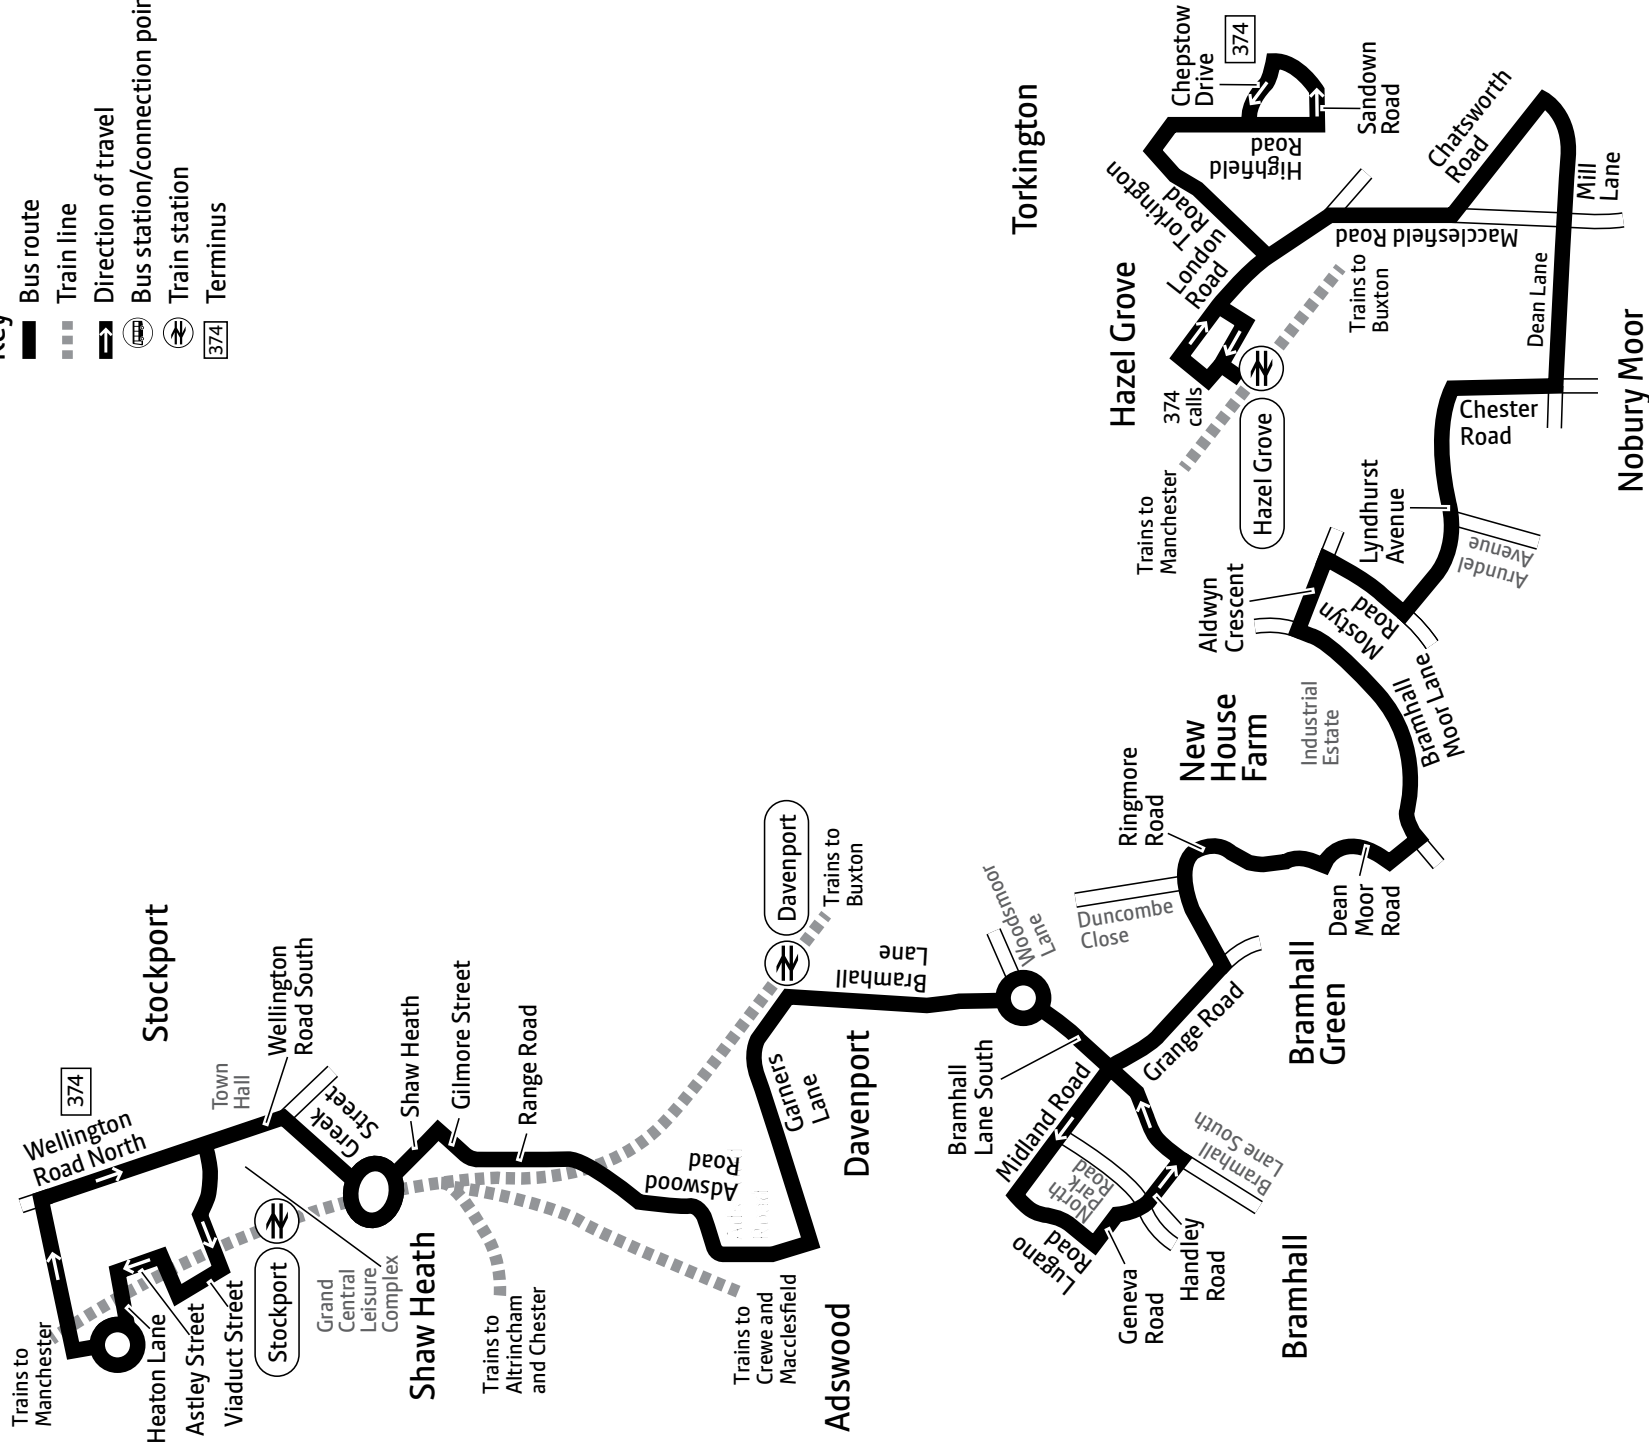 Key
Bus route
Train line
Direction of travel
Bus station/connection poin
Train station
374
Terminus
Stockport
374
Wellington
Road North
Town
Hall
Wellington
Road South
Greek
Street
Shaw Heath
Gilmore Street
Range Road
Trains to
Manchester
Heaton Lane
Astley Street
Viaduct Street
Stockport
Grand
Central
Leisure
Complex
Shaw Heath
Trains to
Altrincham
and Chester
Adswood
Road
Trains to
Crewe and
Macclesfield
Adswood
Garners
Lane
Davenport
Davenport
Trains to
Buxton
Bramhall
Lane
Woodsmoor
Lane
Bramhall
Lane South
Midland Road
North
Park
Road
Lugano
Road
Geneva
Road
Handley
Road
Bramhall
Lane South
Bramhall
Grange Road
Bramhall
Green
Duncombe
Close
Ringmore
Road
Dean
Moor
Road
New
House
Farm
Industrial
Estate
Bramhall
Moor Lane
Aldwyn
Crescent
Mostyn
Road
Lyndhurst
Avenue
Arundel
Avenue
Chester
Road
Nobury Moor
Dean Lane
Mill
Lane
Chatsworth
Road
Macclesfield Road
Trains to
Manchester
Hazel Grove
374
calls
Trains to
Buxton
Hazel Grove
London
Road
Torkington
Road
Torkington
Highfield
Road
Chepstow
Drive
374
Sandown
Road